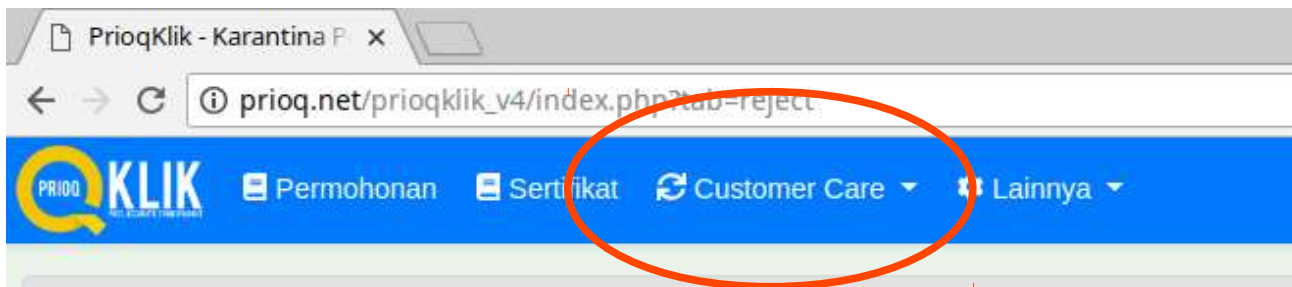 PrioqKlik - Karantina P
prioq.net/prioqklik_v4/index.php?tab=reject
PRIOQ KLIK Permohonan Sertifikat Customer Care Lainnya